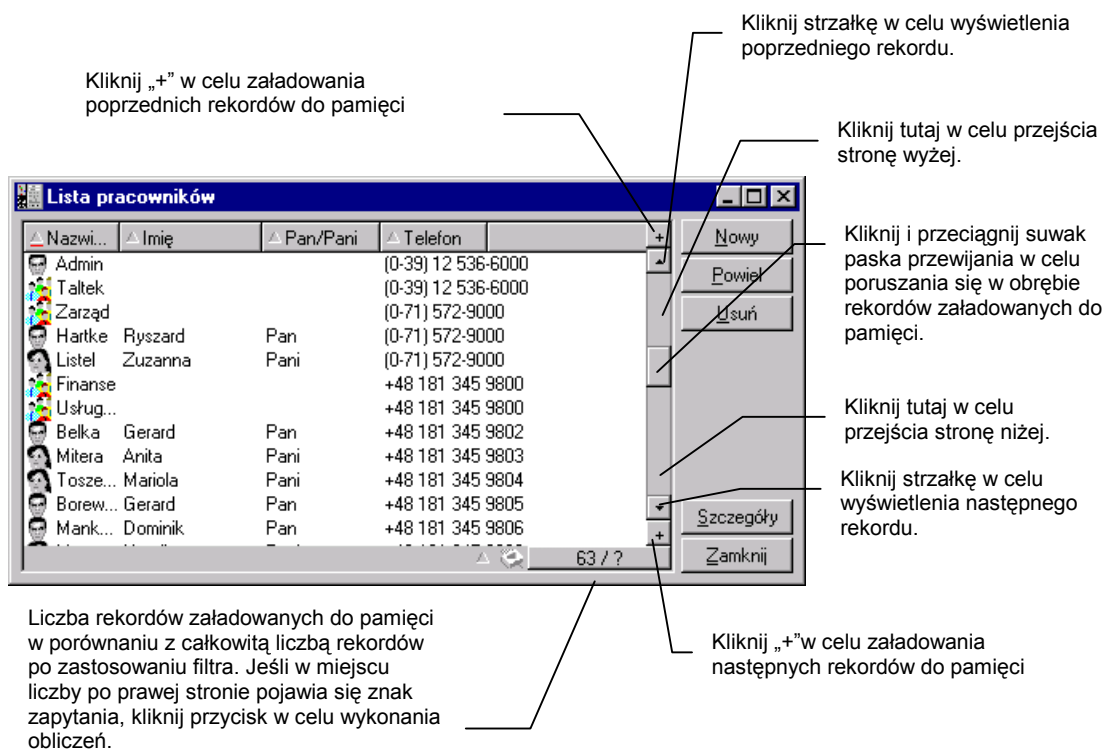 Kliknij strzałkę w celu wyświetlenia
poprzedniego rekordu.
Kliknij „+” w celu załadowania
poprzednich rekordów do pamięci
Kliknij tutaj w celu przejścia
stronę wyżej.
Lista pracowników
Nazwi... Imię Pan/Pani Telefon +
Admin (0-39) 12 536-6000
Taltek (0-39) 12 536-6000
Zarząd (0-71) 572-9000
Hartke Ryszard Pan (0-71) 572-9000
Listel Zuzanna Pani (0-71) 572-9000
Finanse +48 181 345 9800
Usług... +48 181 345 9800
Belka Gerard Pan +48 181 345 9802
Mitera Anita Pani +48 181 345 9803
Tosze... Mariola Pani +48 181 345 9804
Borew... Gerard Pan +48 181 345 9805
Mank... Dominik Pan +48 181 345 9806
+
63 / ?
Nowy
Powiel
Usuń
Szczegóły
Zamknij
Kliknij i przeciągnij suwak
paska przewijania w celu
poruszania się w obrębie
rekordów załadowanych do
pamięci.
Kliknij tutaj w celu
przejścia stronę niżej.
Kliknij strzałkę w celu
wyświetlenia następnego
rekordu.
Liczba rekordów załadowanych do pamięci
w porównaniu z całkowitą liczbą rekordów
po zastosowaniu filtra. Jeśli w miejscu
liczby po prawej stronie pojawia się znak
zapytania, kliknij przycisk w celu wykonania
obliczeń.
Kliknij „+”w celu załadowania
następnych rekordów do pamięci